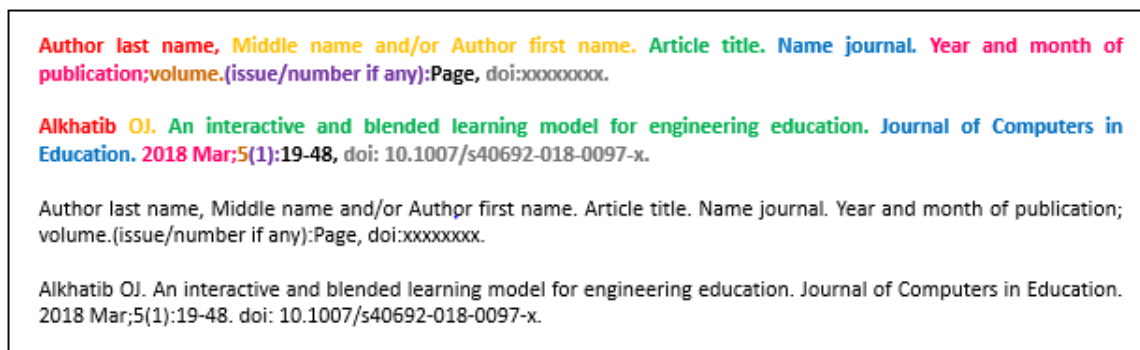 Author last name, Middle name and/or Author first name. Article title. Name journal. Year and month of
publication;volume.(issue/number if any):Page, doi:xxxxxxxx.
Alkhatib OJ. An interactive and blended learning model for engineering education. Journal of Computers in
Education. 2018 Mar;5(1):19-48, doi: 10.1007/s40692-018-0097-x.
Author last name, Middle name and/or Author first name. Article title. Name journal. Year and month of publication;
volume.(issue/number if any):Page, doi:xxxxxxxx.
Alkhatib OJ. An interactive and blended learning model for engineering education. Journal of Computers in Education.
2018 Mar;5(1):19-48. doi: 10.1007/s40692-018-0097-x.